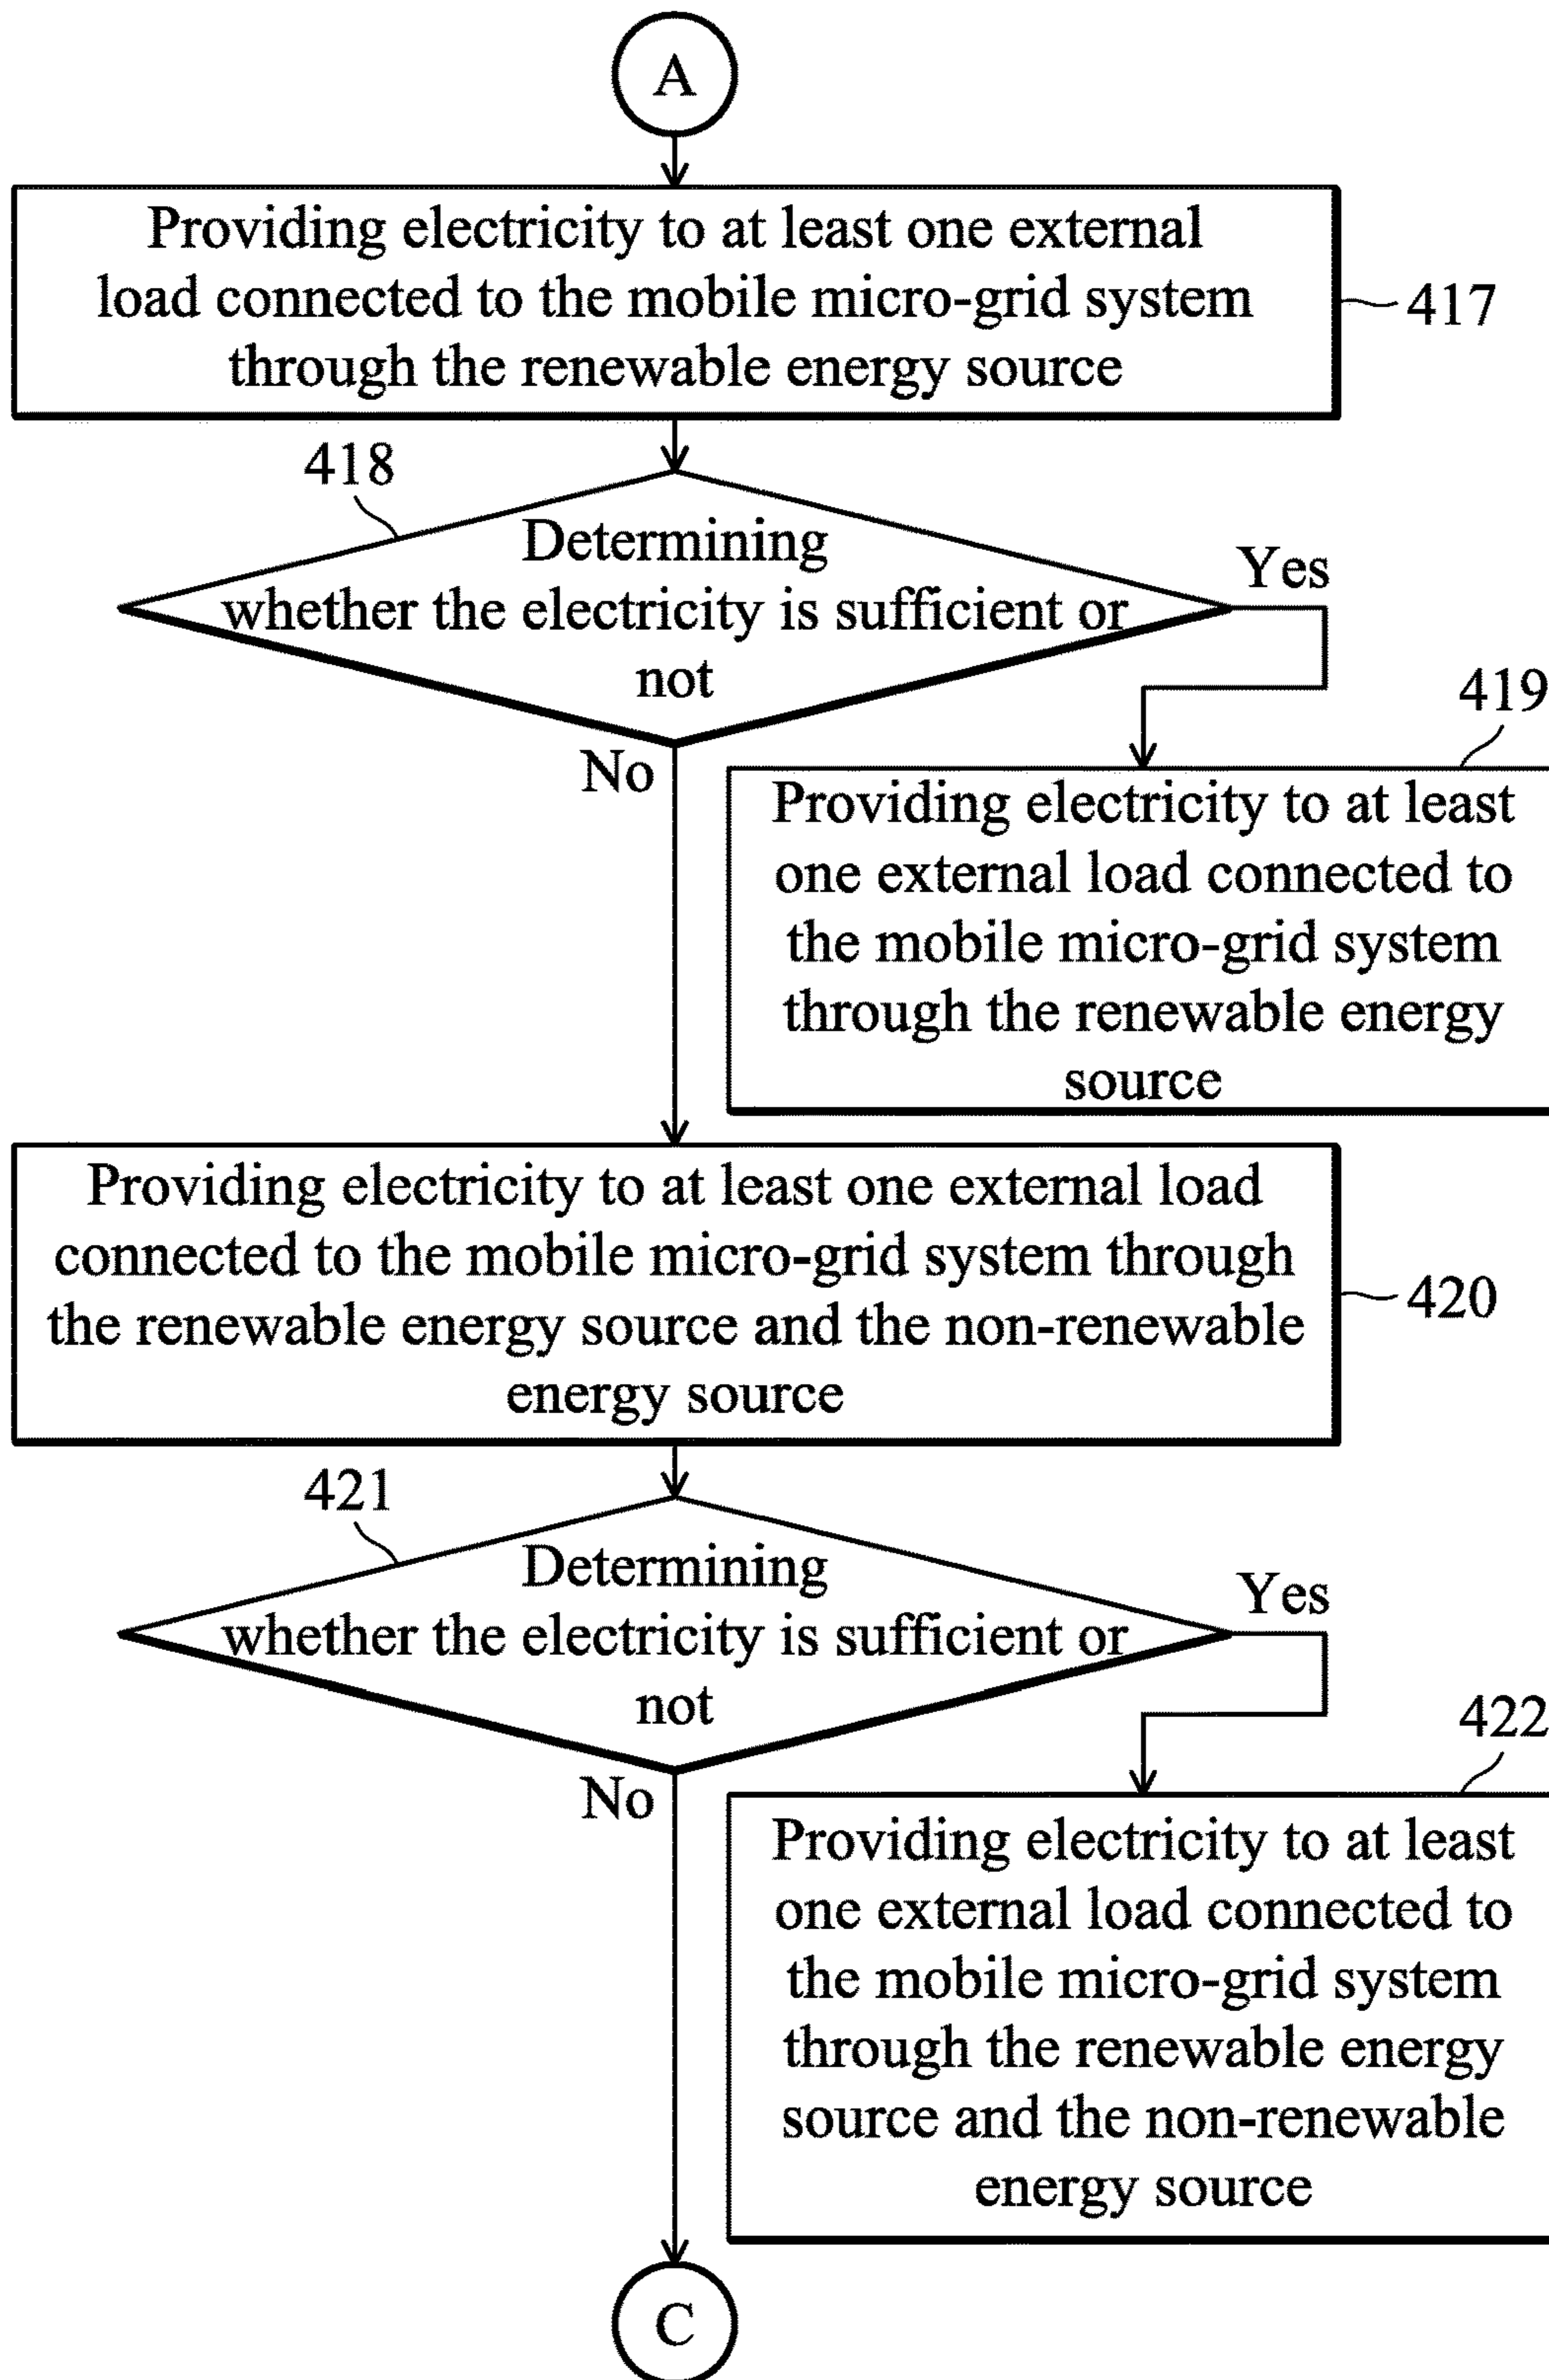 A
Providing electricity to at least one external
load connected to the mobile micro-grid system
through the renewable energy source
417
418
Determining
whether the electricity is sufficient or
not
Yes
No
419
Providing electricity to at least
one external load connected to
the mobile micro-grid system
through the renewable energy
source
Providing electricity to at least one external load
connected to the mobile micro-grid system through
the renewable energy source and the non-renewable
energy source
420
421
Determining
whether the electricity is sufficient or
not
Yes
No
422
Providing electricity to at least
one external load connected to
the mobile micro-grid system
through the renewable energy
source and the non-renewable
energy source
C